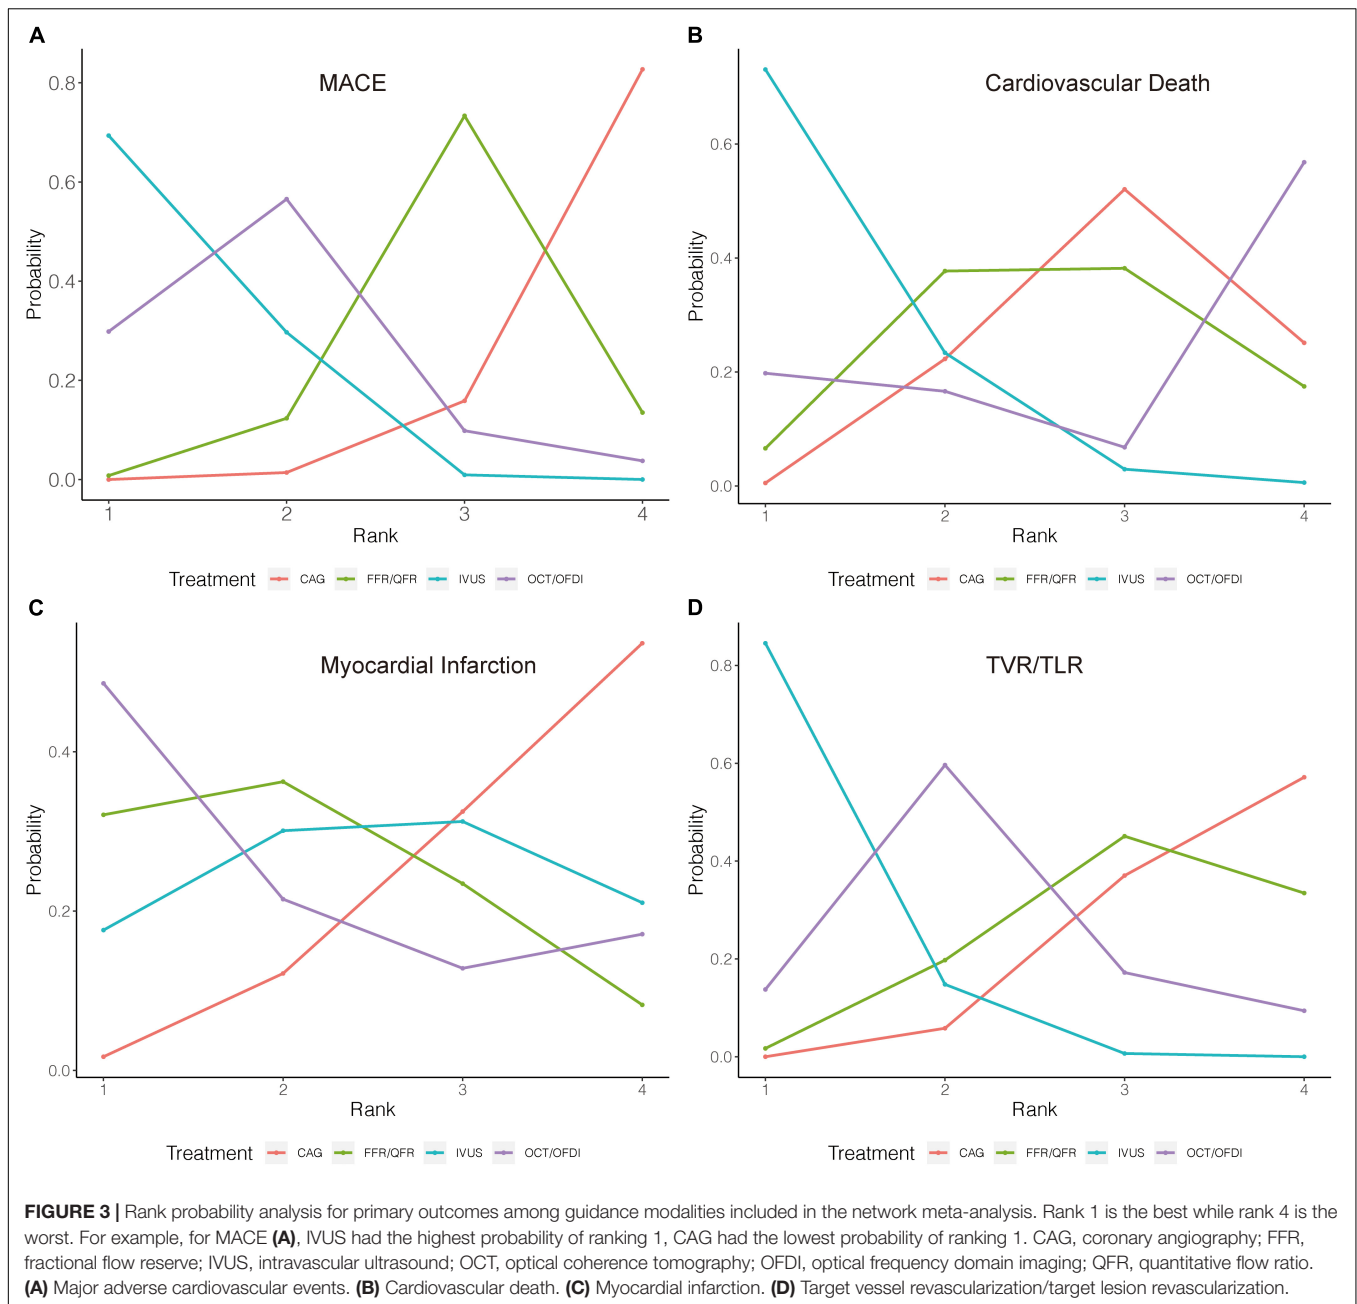 A
MACE
0.8
0.6
0.4
0.2
0.0
Probability
1 2 3 4
Rank
Treatment CAG FFR/QFR IVUS OCT/OFDI
B
Cardiovascular Death
0.6
0.4
0.2
0.0
Probability
1 2 3 4
Rank
Treatment CAG FFR/QFR IVUS OCT/OFDI
C
Myocardial Infarction
0.4
0.2
0.0
Probability
1 2 3 4
Rank
Treatment CAG FFR/QFR IVUS OCT/OFDI
D
TVR/TLR
0.8
0.6
0.4
0.2
0.0
Probability
1 2 3 4
Rank
Treatment CAG FFR/QFR IVUS OCT/OFDI
FIGURE 3 | Rank probability analysis for primary outcomes among guidance modalities included in the network meta-analysis. Rank 1 is the best while rank 4 is the
worst. For example, for MACE (A), IVUS had the highest probability of ranking 1, CAG had the lowest probability of ranking 1. CAG, coronary angiography; FFR,
fractional flow reserve; IVUS, intravascular ultrasound; OCT, optical coherence tomography; OFDI, optical frequency domain imaging; QFR, quantitative flow ratio.
(A) Major adverse cardiovascular events. (B) Cardiovascular death. (C) Myocardial infarction. (D) Target vessel revascularization/target lesion revascularization.